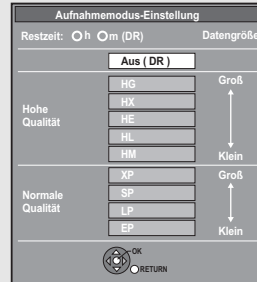 Aufnahmemodus-Einstellung
Restzeit: O h O m (DR) Datengröße
Aus ( DR )
HG Groß
HX
Hohe Qualität
HE
HL
HM Klein
XP Groß
Normale Qualität
SP
LP
EP Klein
OK
RETURN